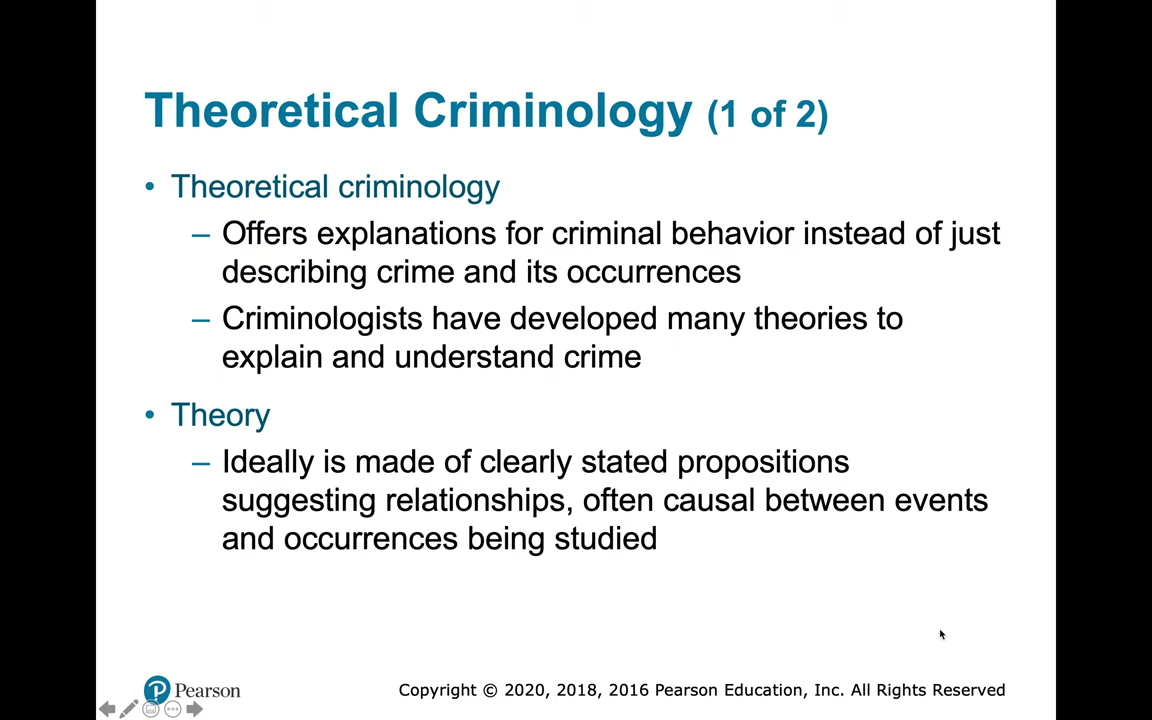 Theoretical Criminology (1 of 2)
• Theoretical criminology
– Offers explanations for criminal behavior instead of just
describing crime and its occurrences
– Criminologists have developed many theories to
explain and understand crime
• Theory
– Ideally is made of clearly stated propositions
suggesting relationships, often causal between events
and occurrences being studied
Pearson
Copyright © 2020, 2018, 2016 Pearson Education, Inc. All Rights Reserved